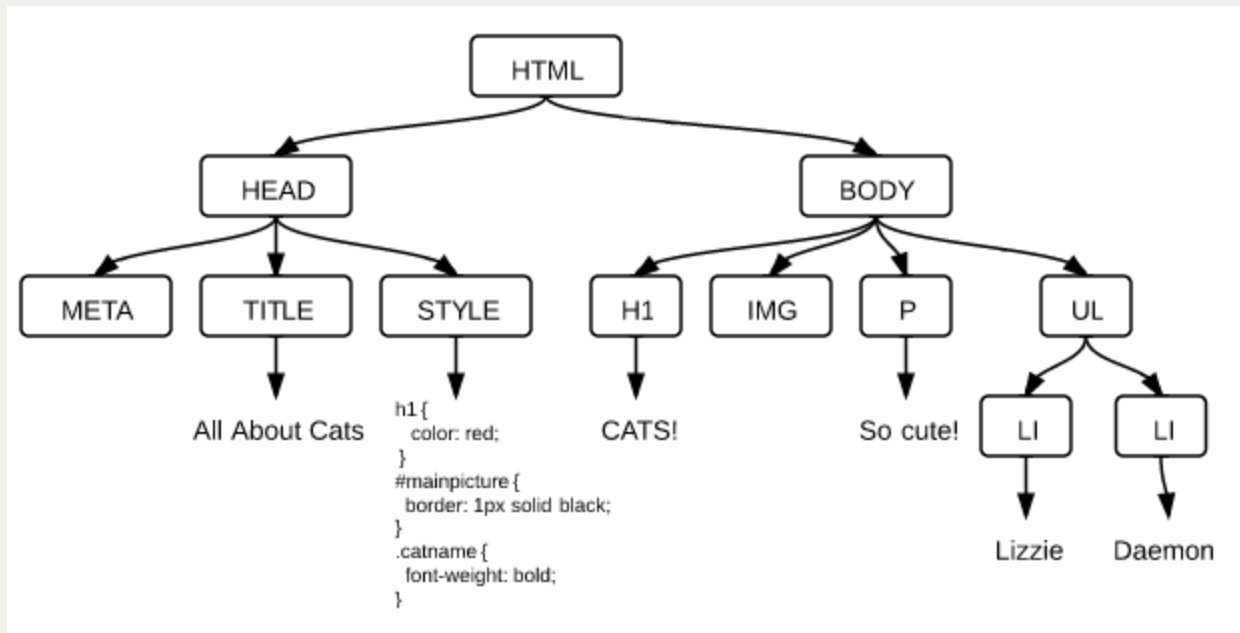 HTML
HEAD
BODY
META
TITLE
STYLE
H1
IMG
P
UL
All About Cats
h1 {
color: red;
}
#mainpicture {
border: 1px solid black;
}
.catname {
font-weight: bold;
}
CATS!
So cute!
LI
LI
Lizzie
Daemon